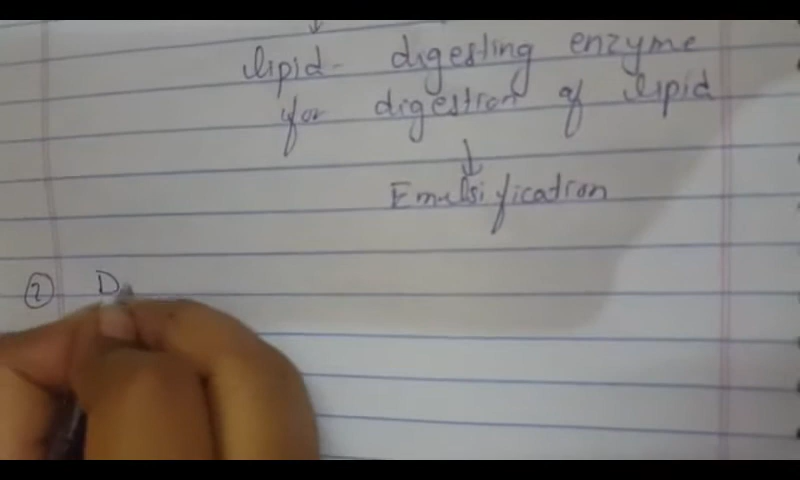 lipid- digesting enzyme
for digestion of lipid
↓
Emulsification
② D